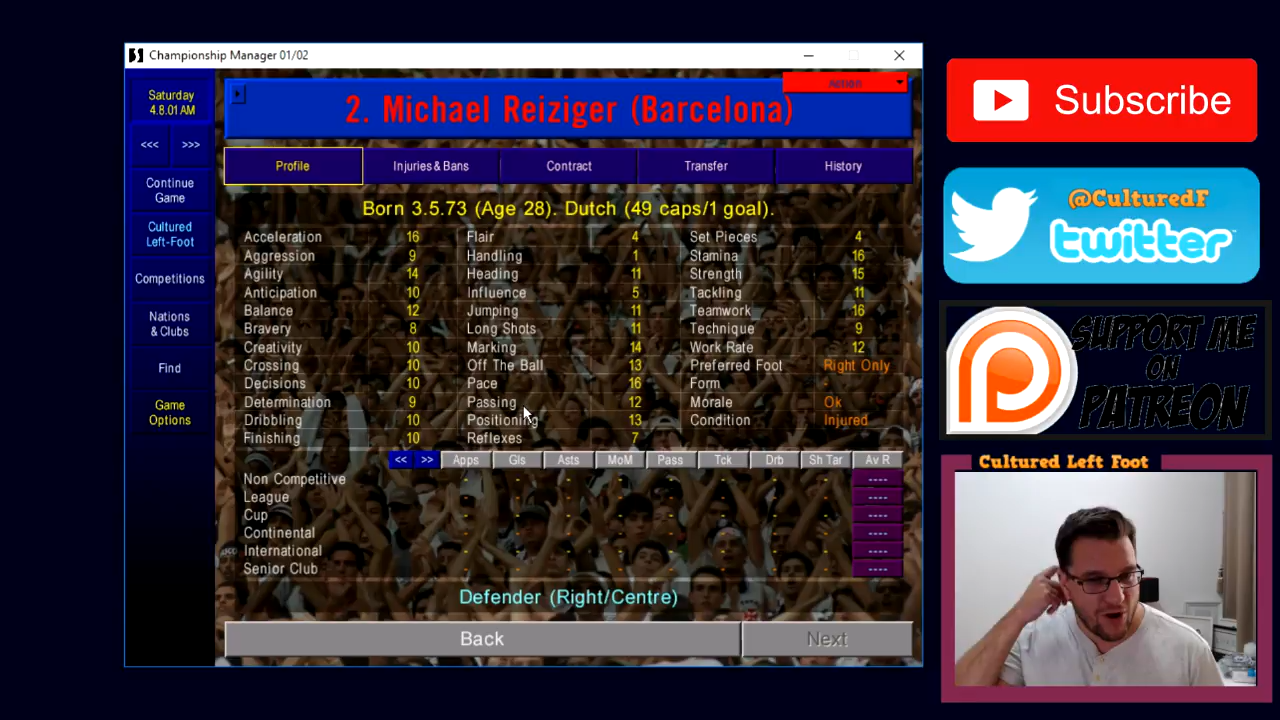 Championship Manager 01/02
Saturday
4.8.01 AM
<<< >>>
Continue
Game
Cultured
Left-Foot
Competitions
Nations
& Clubs
Find
Game
Options
Action
2. Michael Reiziger (Barcelona)
Profile Injuries & Bans Contract Transfer History
Born 3.5.73 (Age 28). Dutch (49 caps/1 goal).
Acceleration 16 Flair 4 Set Pieces 4
Aggression 9 Handling 1 Stamina 16
Agility 14 Heading 11 Strength 15
Anticipation 10 Influence 5 Tackling 11
Balance 12 Jumping 11 Teamwork 16
Bravery 8 Long Shots 11 Technique 9
Creativity 10 Marking 14 Work Rate 12
Crossing 10 Off The Ball 13 Preferred Foot Right Only
Decisions 10 Pace 16 Form -
Determination 9 Passing 12 Morale Ok
Dribbling 10 Positioning 13 Condition Injured
Finishing 10 Reflexes 7
<< >> Apps Gls Asts MoM Pass Tck Drb Sh Tar Av R
Non Competitive - - - - - - - - ----
League - - - - - - - - ----
Cup - - - - - - - - ----
Continental - - - - - - - - ----
International - - - - - - - - ----
Senior Club - - - - - - - - ----
Defender (Right/Centre)
Back Next
Subscribe
@CulturedF
twitter
SUPPORT ME
ON
PATREON
Cultured Left Foot